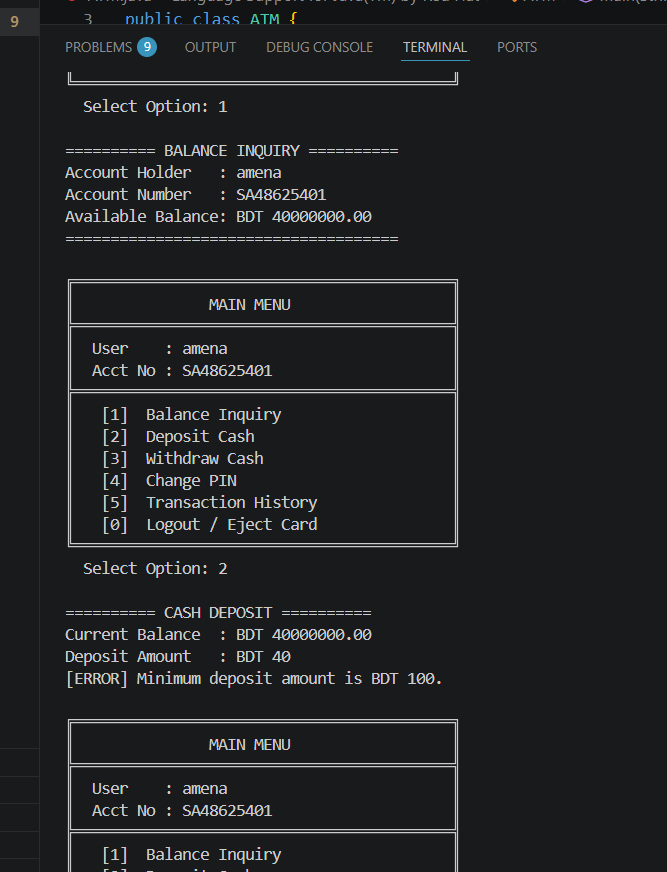 9
3 public class ATM {
PROBLEMS 9 OUTPUT DEBUG CONSOLE TERMINAL PORTS
Select Option: 1
========== BALANCE INQUIRY ==========
Account Holder   : amena
Account Number   : SA48625401
Available Balance: BDT 40000000.00
=====================================
MAIN MENU
User    : amena
Acct No : SA48625401
[1]  Balance Inquiry
[2]  Deposit Cash
[3]  Withdraw Cash
[4]  Change PIN
[5]  Transaction History
[0]  Logout / Eject Card
Select Option: 2
========== CASH DEPOSIT ==========
Current Balance  : BDT 40000000.00
Deposit Amount   : BDT 40
[ERROR] Minimum deposit amount is BDT 100.
MAIN MENU
User    : amena
Acct No : SA48625401
[1]  Balance Inquiry